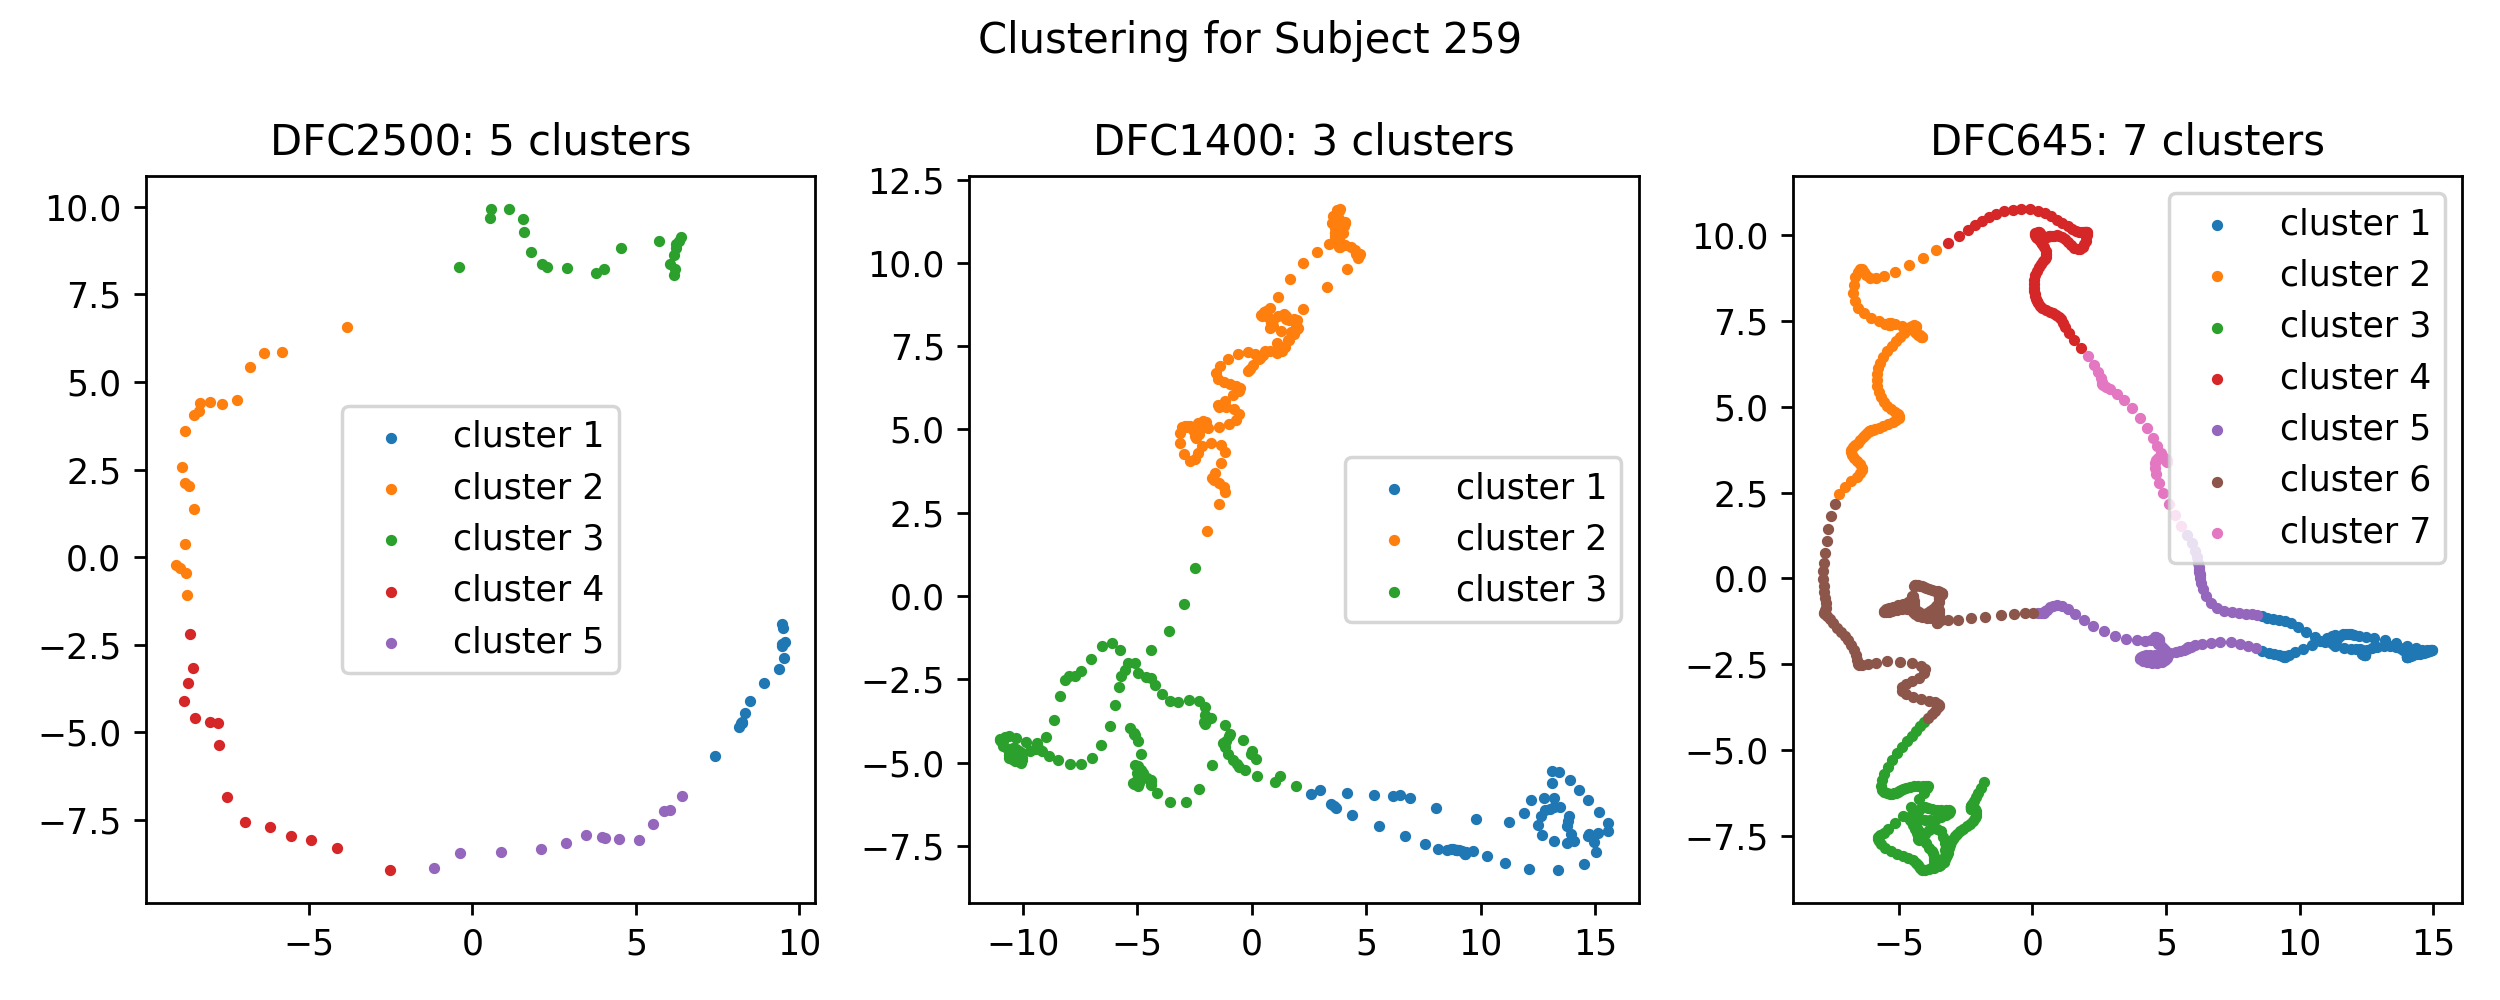 Clustering for Subject 259
DFC2500: 5 clusters
10.0
7.5
5.0
2.5
0.0
−2.5
−5.0
−7.5
−5
0
5
10
cluster 1
cluster 2
cluster 3
cluster 4
cluster 5
DFC1400: 3 clusters
12.5
10.0
7.5
5.0
2.5
0.0
−2.5
−5.0
−7.5
−10
−5
0
5
10
15
cluster 1
cluster 2
cluster 3
DFC645: 7 clusters
10.0
7.5
5.0
2.5
0.0
−2.5
−5.0
−7.5
−5
0
5
10
15
cluster 1
cluster 2
cluster 3
cluster 4
cluster 5
cluster 6
cluster 7